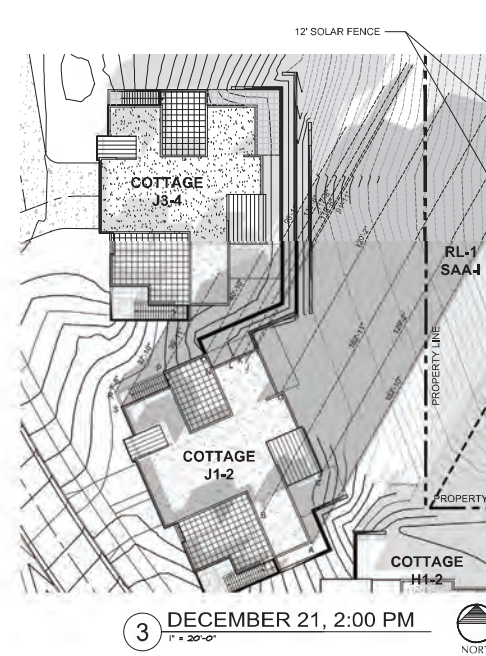 12' SOLAR FENCE
COTTAGE
J3-4
RL-1
SAA-I
PROPERTY LINE
COTTAGE
J1-2
PROPERTY
COTTAGE
H1-2
3
DECEMBER 21, 2:00 PM
1" = 20'-0"
NORT